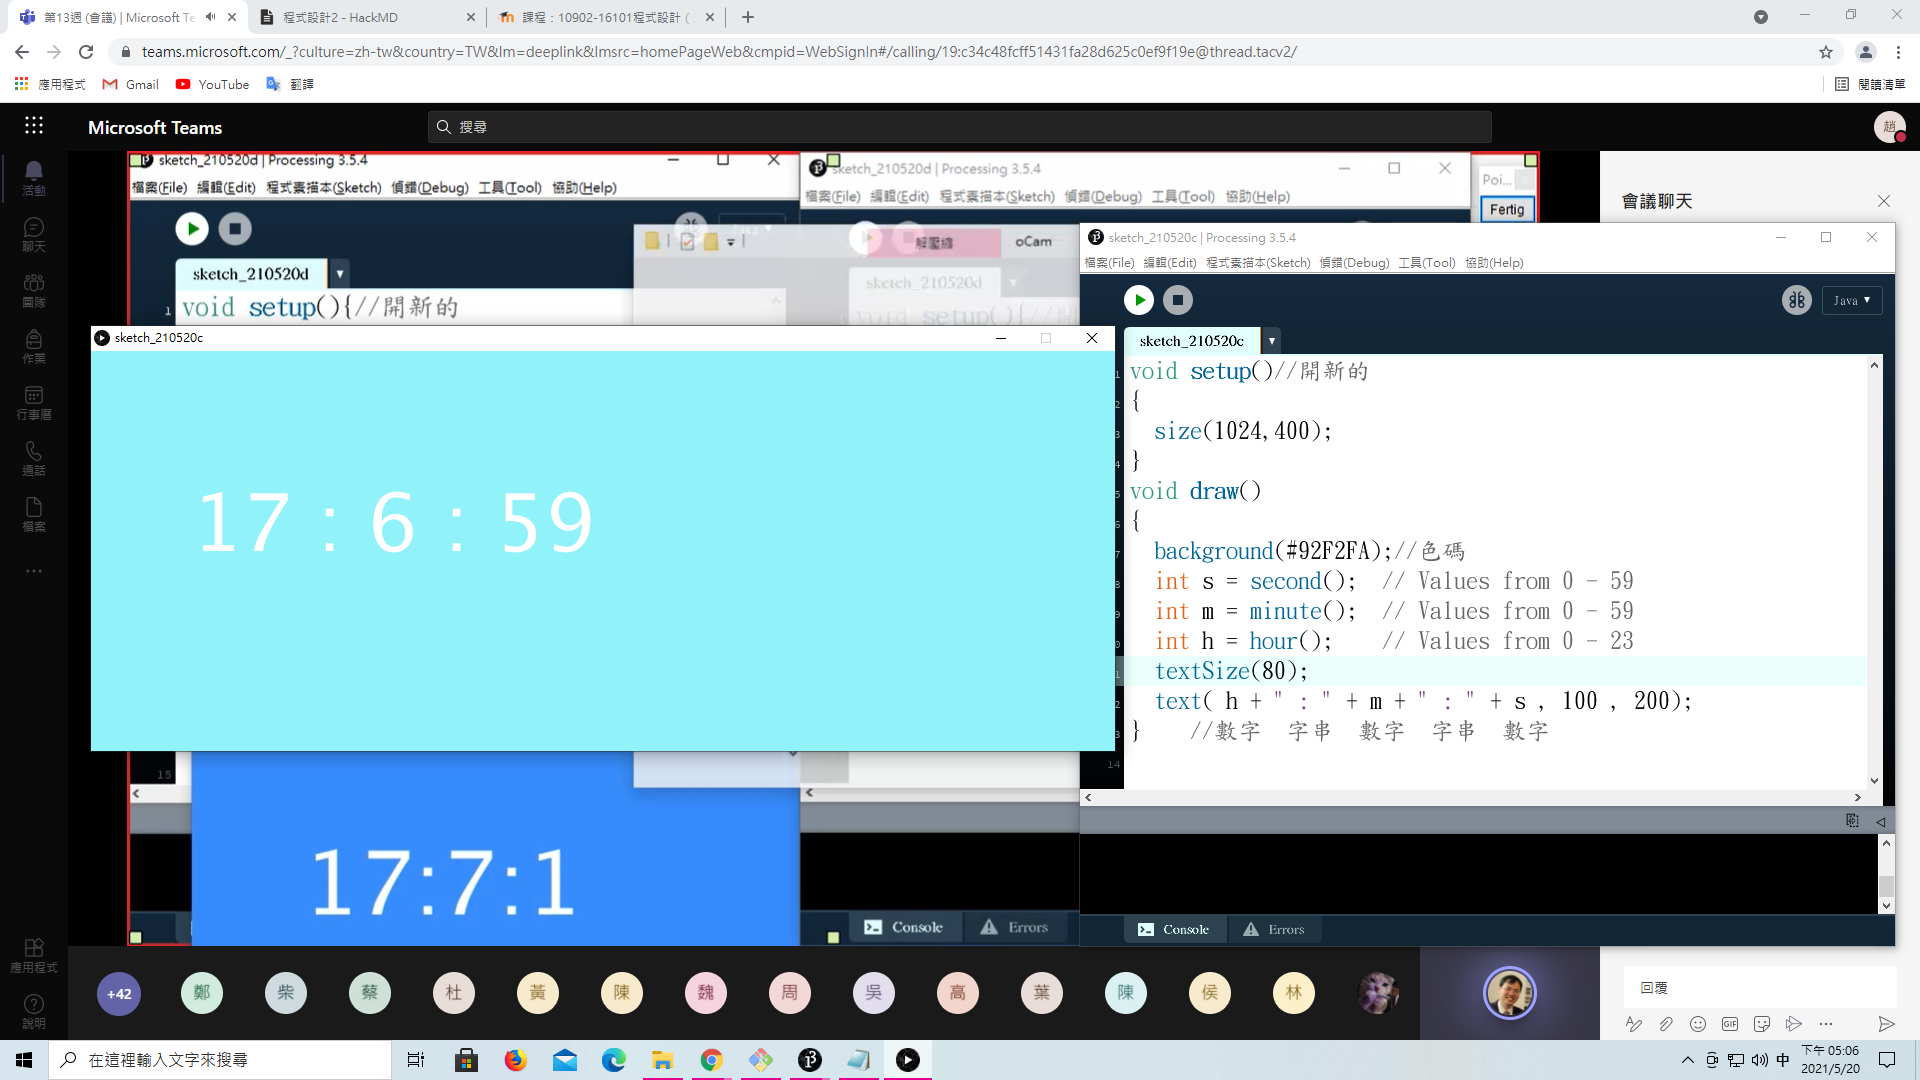 第13週 (會議) | Microsoft Te
程式設計2 - HackMD
課程：10902-16101程式設計 (
teams.microsoft.com/_?culture=zh-tw&country=TW&lm=deeplink&lmsrc=homePageWeb&cmpid=WebSignIn#/calling/19:c34c48fcff51431fa28d625c0ef9f19e@thread.tacv2/
應用程式
Gmail
YouTube
翻譯
閱讀清單
Microsoft Teams
搜尋
趙
活動
聊天
團隊
作業
行事曆
通話
檔案
應用程式
說明
sketch_210520d | Processing 3.5.4
檔案(File) 編輯(Edit) 程式素描本(Sketch) 偵錯(Debug) 工具(Tool) 協助(Help)
Java
sketch_210520d
1 void setup(){//開新的
15
17:7:1
sketch_210520d | Processing 3.5.4
檔案(File) 編輯(Edit) 程式素描本(Sketch) 偵錯(Debug) 工具(Tool) 協助(Help)
解壓縮
oCam
sketch_210520d
void setup(){//開
Console
Errors
Poi...
Fertig
會議聊天
sketch_210520c
17 : 6 : 59
sketch_210520c | Processing 3.5.4
檔案(File) 編輯(Edit) 程式素描本(Sketch) 偵錯(Debug) 工具(Tool) 協助(Help)
Java
sketch_210520c
void setup()//開新的
{
size(1024,400);
}
void draw()
{
background(#92F2FA);//色碼
int s = second(); // Values from 0 - 59
int m = minute(); // Values from 0 - 59
int h = hour(); // Values from 0 - 23
textSize(80);
text( h + " : " + m + " : " + s , 100 , 200);
} //數字 字串 數字 字串 數字
14
Console
Errors
+42
鄭
柴
蔡
杜
黃
陳
魏
周
吳
高
葉
陳
侯
林
回覆
GIF
在這裡輸入文字來搜尋
中
下午 05:06
2021/5/20